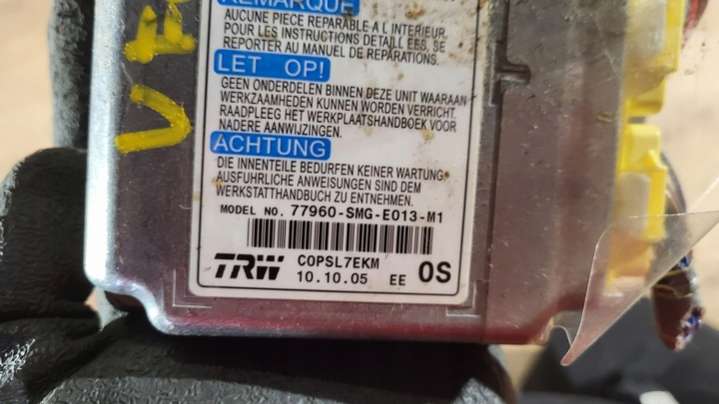 REMARQUE
AUCUNE PIECE REPARABLE A L INTERIEUR.
POUR LES INSTRUCTIONS DETAILLEES, SE
REPORTER AU MANUEL DE REPARATIONS.
LET OP!
GEEN ONDERDELEN BINNEN DEZE UNIT WAARAAN
WERKZAAMHEDEN KUNNEN WORDEN VERRICHT.
RAADPLEEG HET WERKPLAATSHANDBOEK VOOR
NADERE AANWIJZINGEN.
ACHTUNG
DIE INNENTEILE BEDURFEN KEINER WARTUNG.
AUSFUHRLICHE ANWEISUNGEN SIND DEM
WERKSTATTHANDBUCH ZU ENTNEHMEN.
MODEL NO. 77960-SMG-E013-M1
TRW COPSL7EKM
10.10.05 EE OS